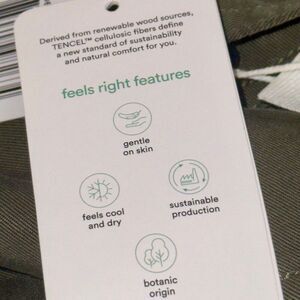 Derived from renewable wood sources,
TENCEL™ cellulosic fibers define
a new standard of sustainability
and natural comfort for you.
feels right features
gentle
on skin
feels cool
and dry
sustainable
production
botanic
origin